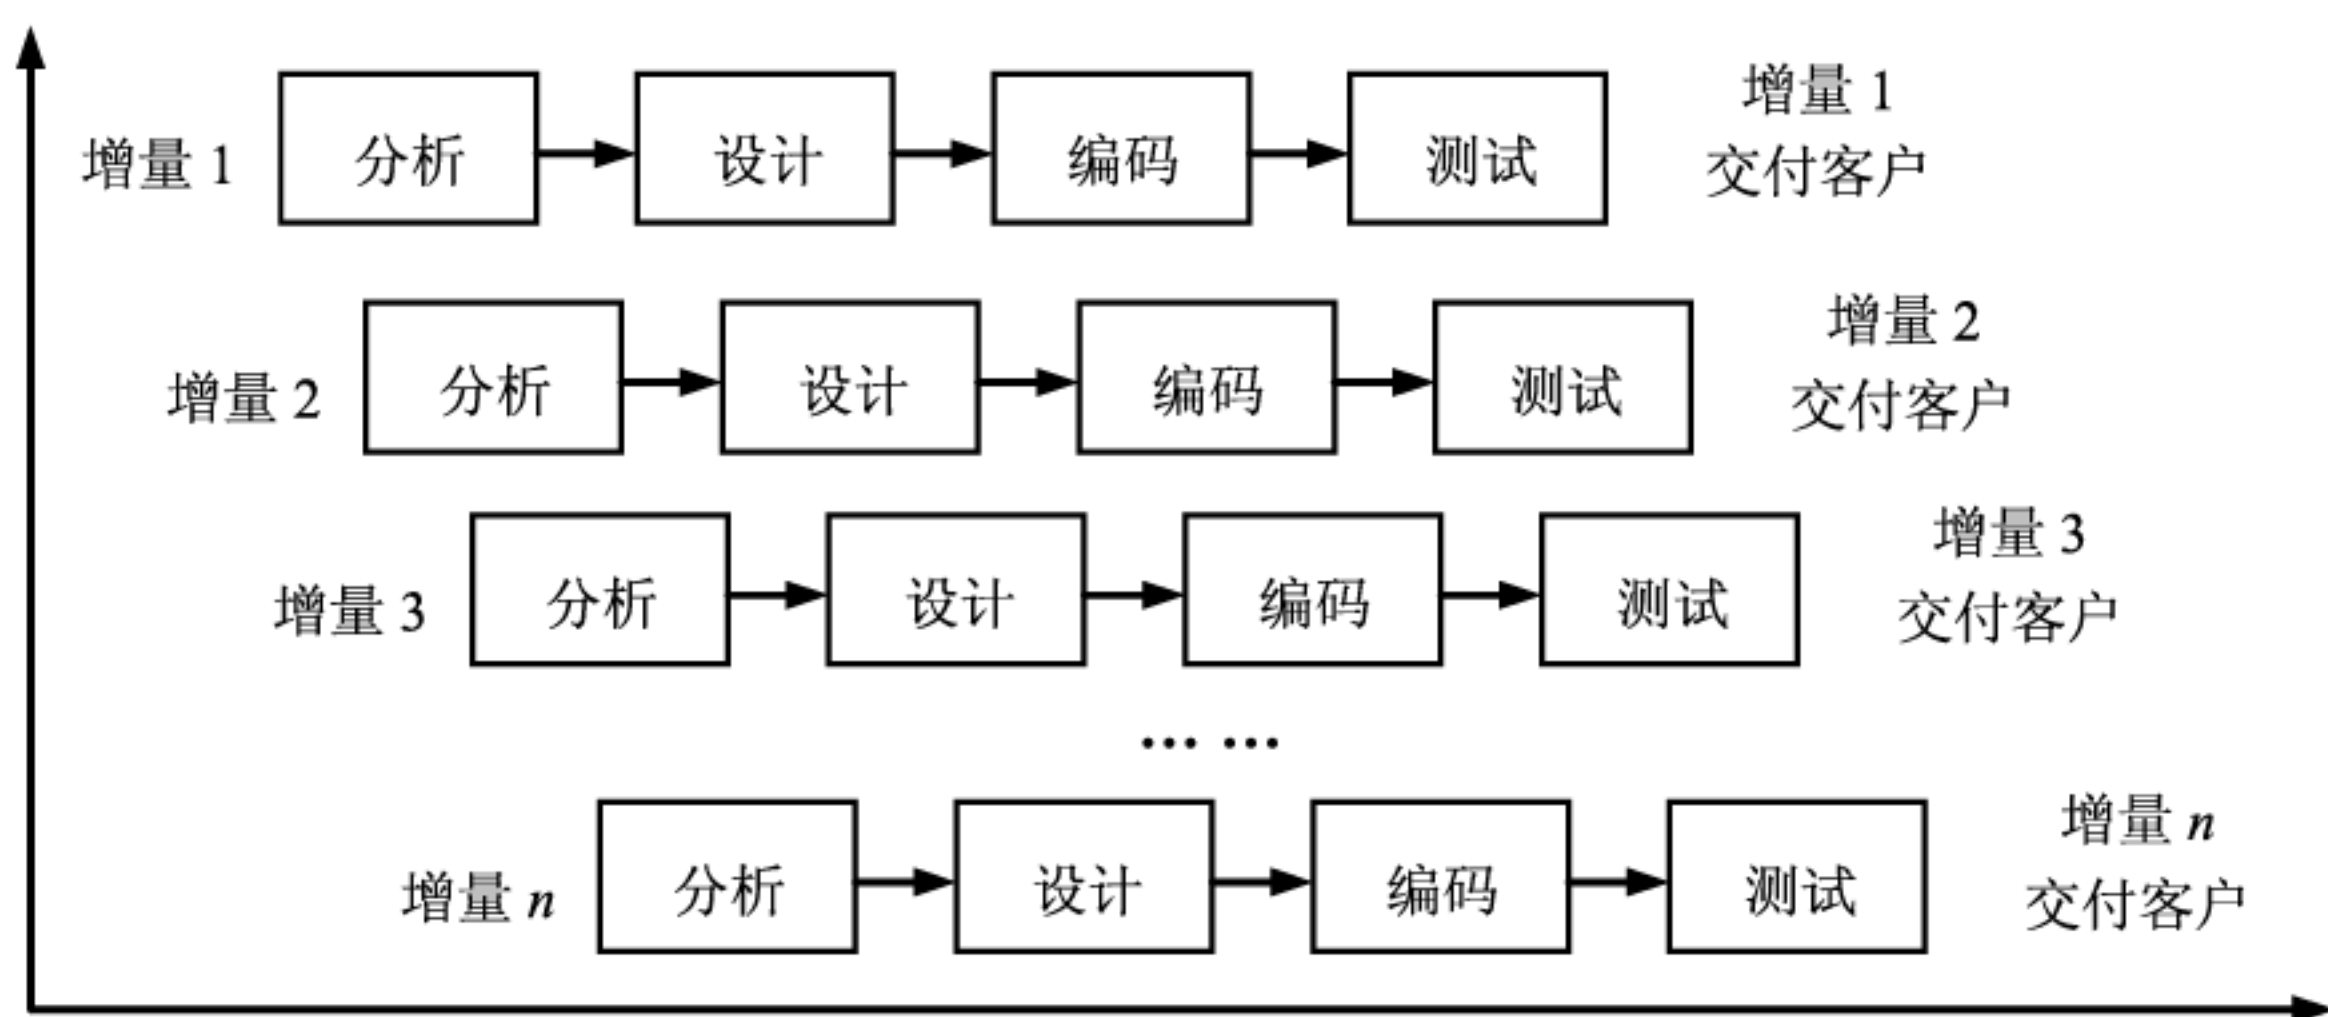 增量 1
分析
设计
编码
测试
增量 1
交付客户
增量 2
分析
设计
编码
测试
增量 2
交付客户
增量 3
分析
设计
编码
测试
增量 3
交付客户
… …
增量 n
分析
设计
编码
测试
增量 n
交付客户